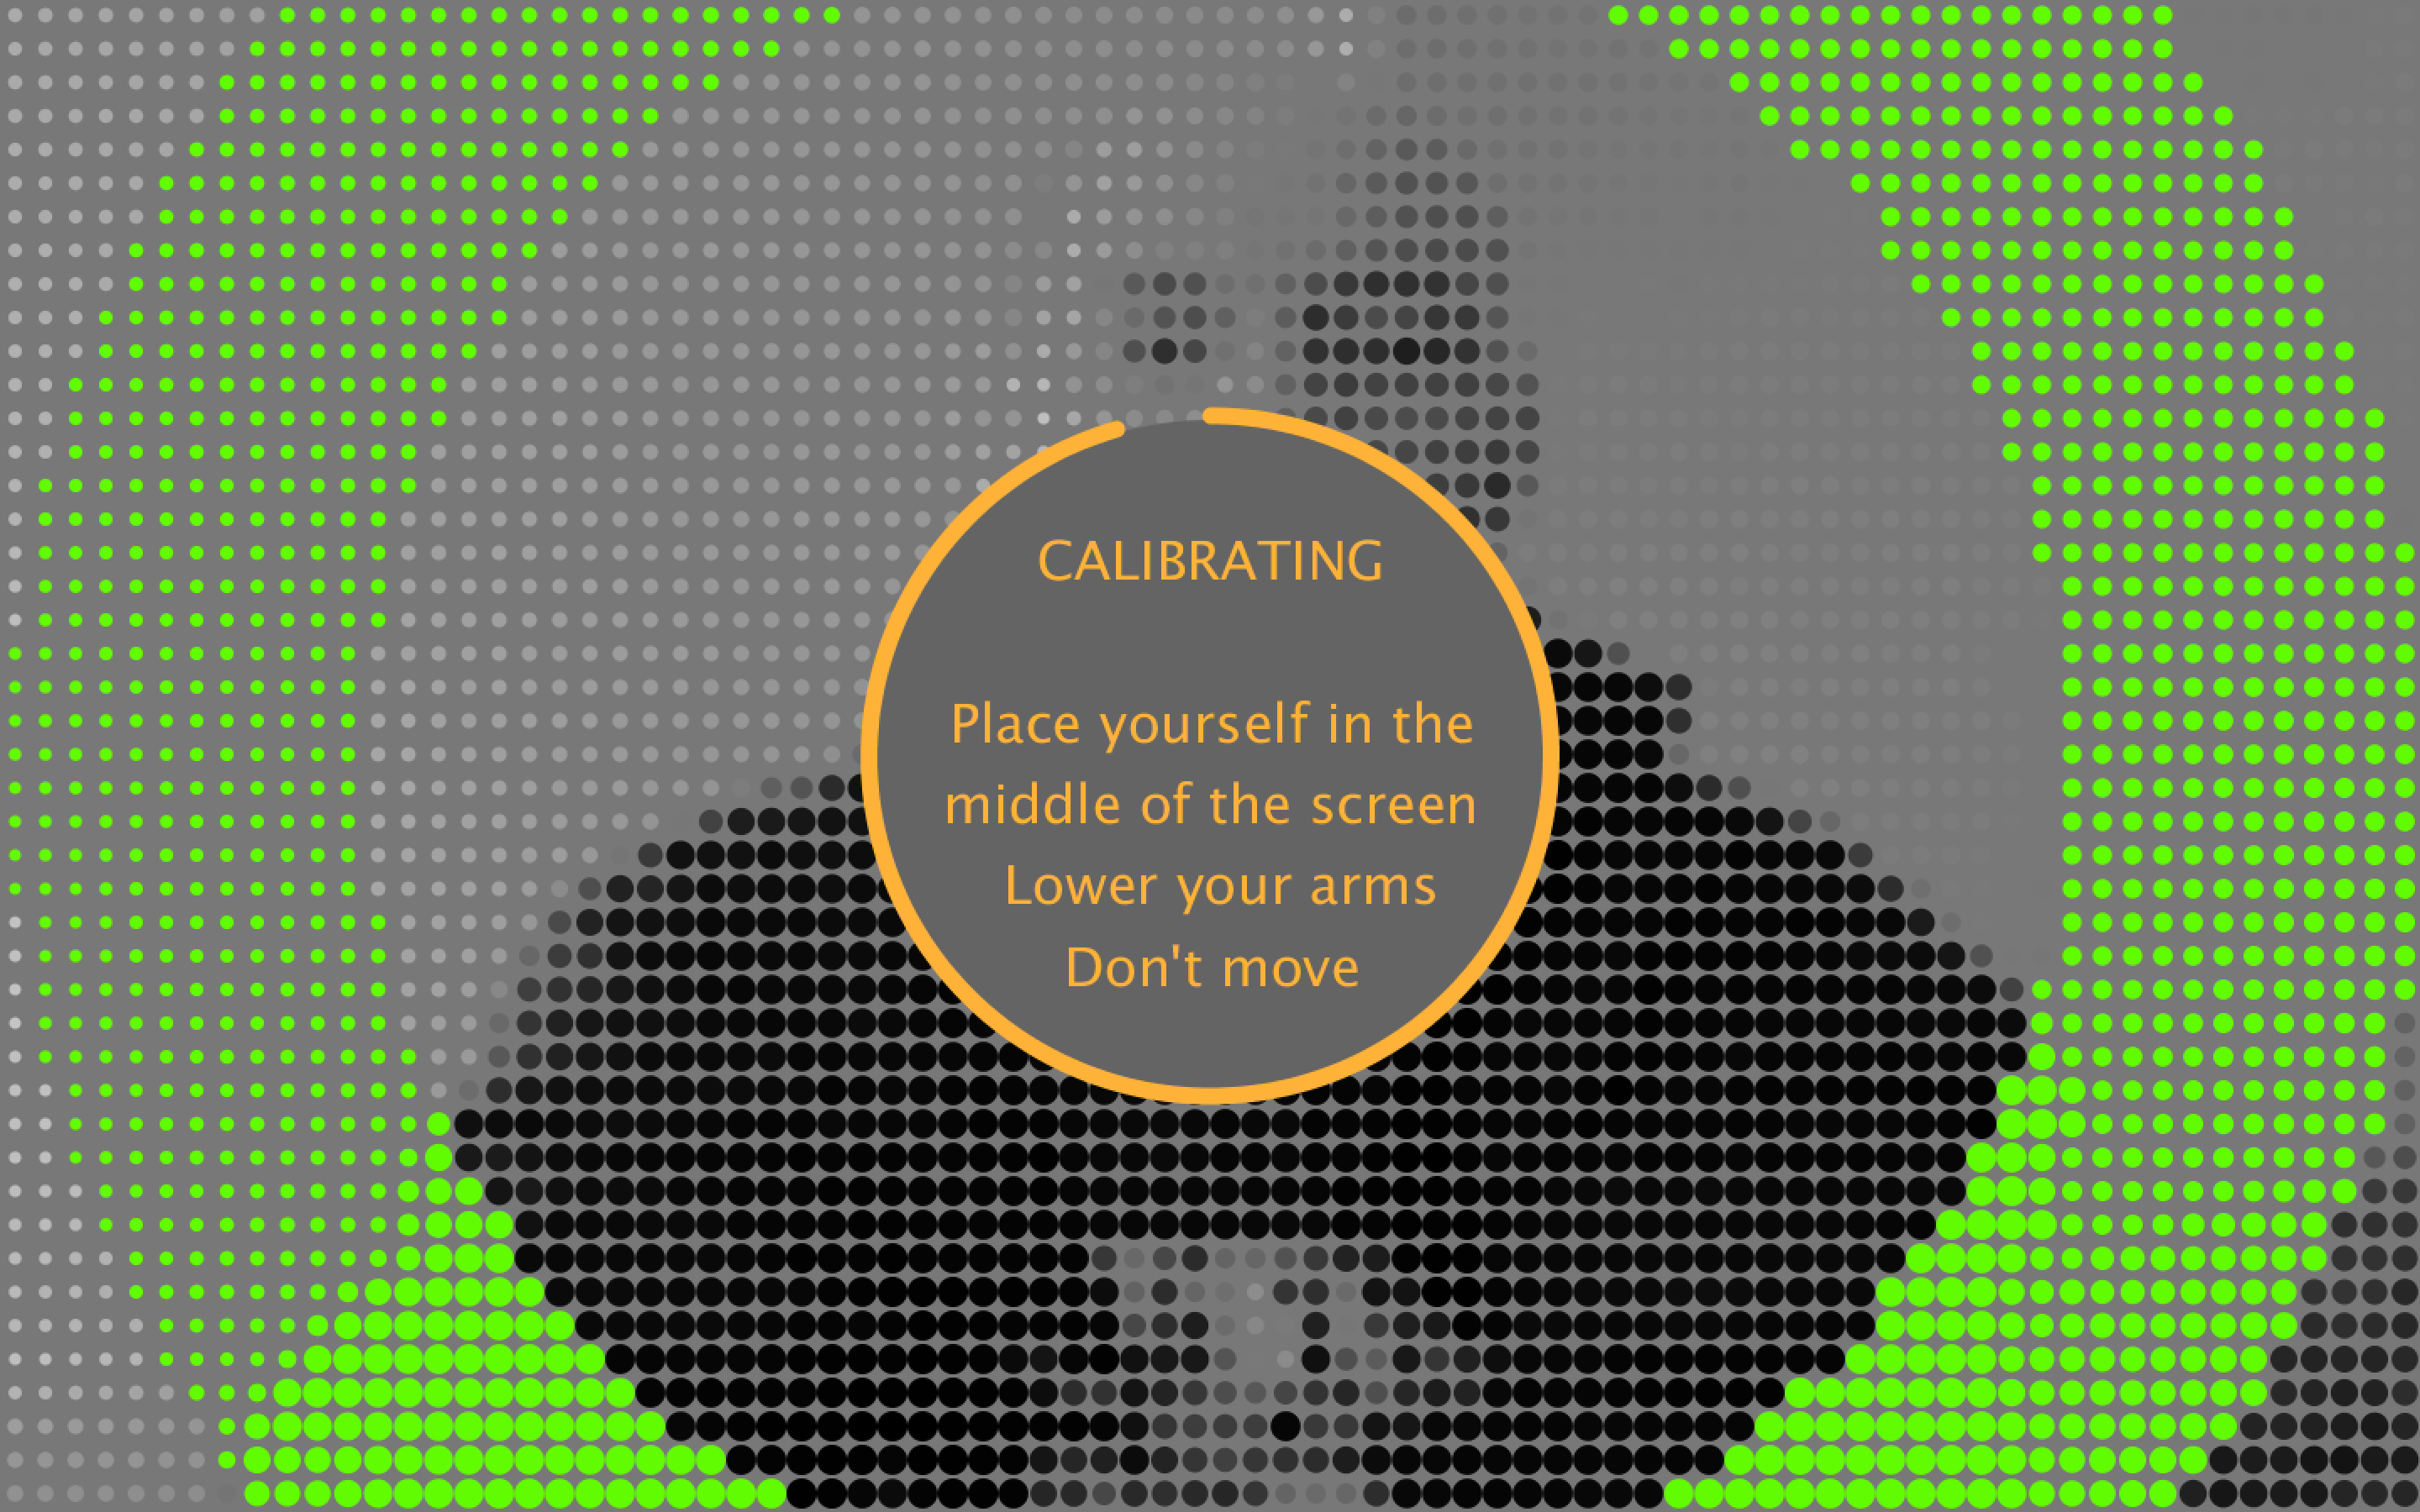 CALIBRATING
Place yourself in the
middle of the screen
Lower your arms
Don't move